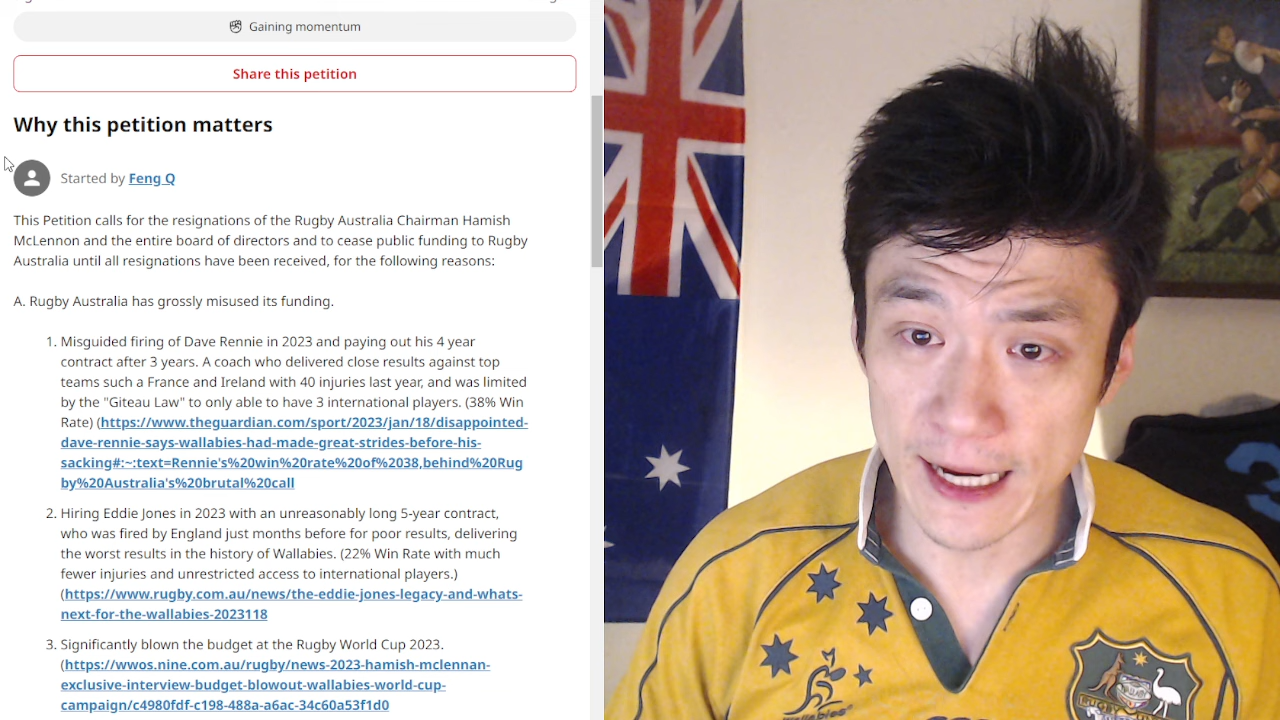 Gaining momentum
Share this petition
Why this petition matters
Started by Feng Q
This Petition calls for the resignations of the Rugby Australia Chairman Hamish
McLennon and the entire board of directors and to cease public funding to Rugby
Australia until all resignations have been received, for the following reasons:
A. Rugby Australia has grossly misused its funding.
1. Misguided firing of Dave Rennie in 2023 and paying out his 4 year
contract after 3 years. A coach who delivered close results against top
teams such a France and Ireland with 40 injuries last year, and was limited
by the "Giteau Law" to only able to have 3 international players. (38% Win
Rate) (https://www.theguardian.com/sport/2023/jan/18/disappointed-
dave-rennie-says-wallabies-had-made-great-strides-before-his-
sacking#:~:text=Rennie's%20win%20rate%20of%2038,behind%20Rug
by%20Australia's%20brutal%20call
2. Hiring Eddie Jones in 2023 with an unreasonably long 5-year contract,
who was fired by England just months before for poor results, delivering
the worst results in the history of Wallabies. (22% Win Rate with much
fewer injuries and unrestricted access to international players.)
(https://www.rugby.com.au/news/the-eddie-jones-legacy-and-whats-
next-for-the-wallabies-2023118
3. Significantly blown the budget at the Rugby World Cup 2023.
(https://wwos.nine.com.au/rugby/news-2023-hamish-mclennan-
exclusive-interview-budget-blowout-wallabies-world-cup-
campaign/c4980fdf-c198-488a-a6ac-34c60a53f1d0
Wallabies